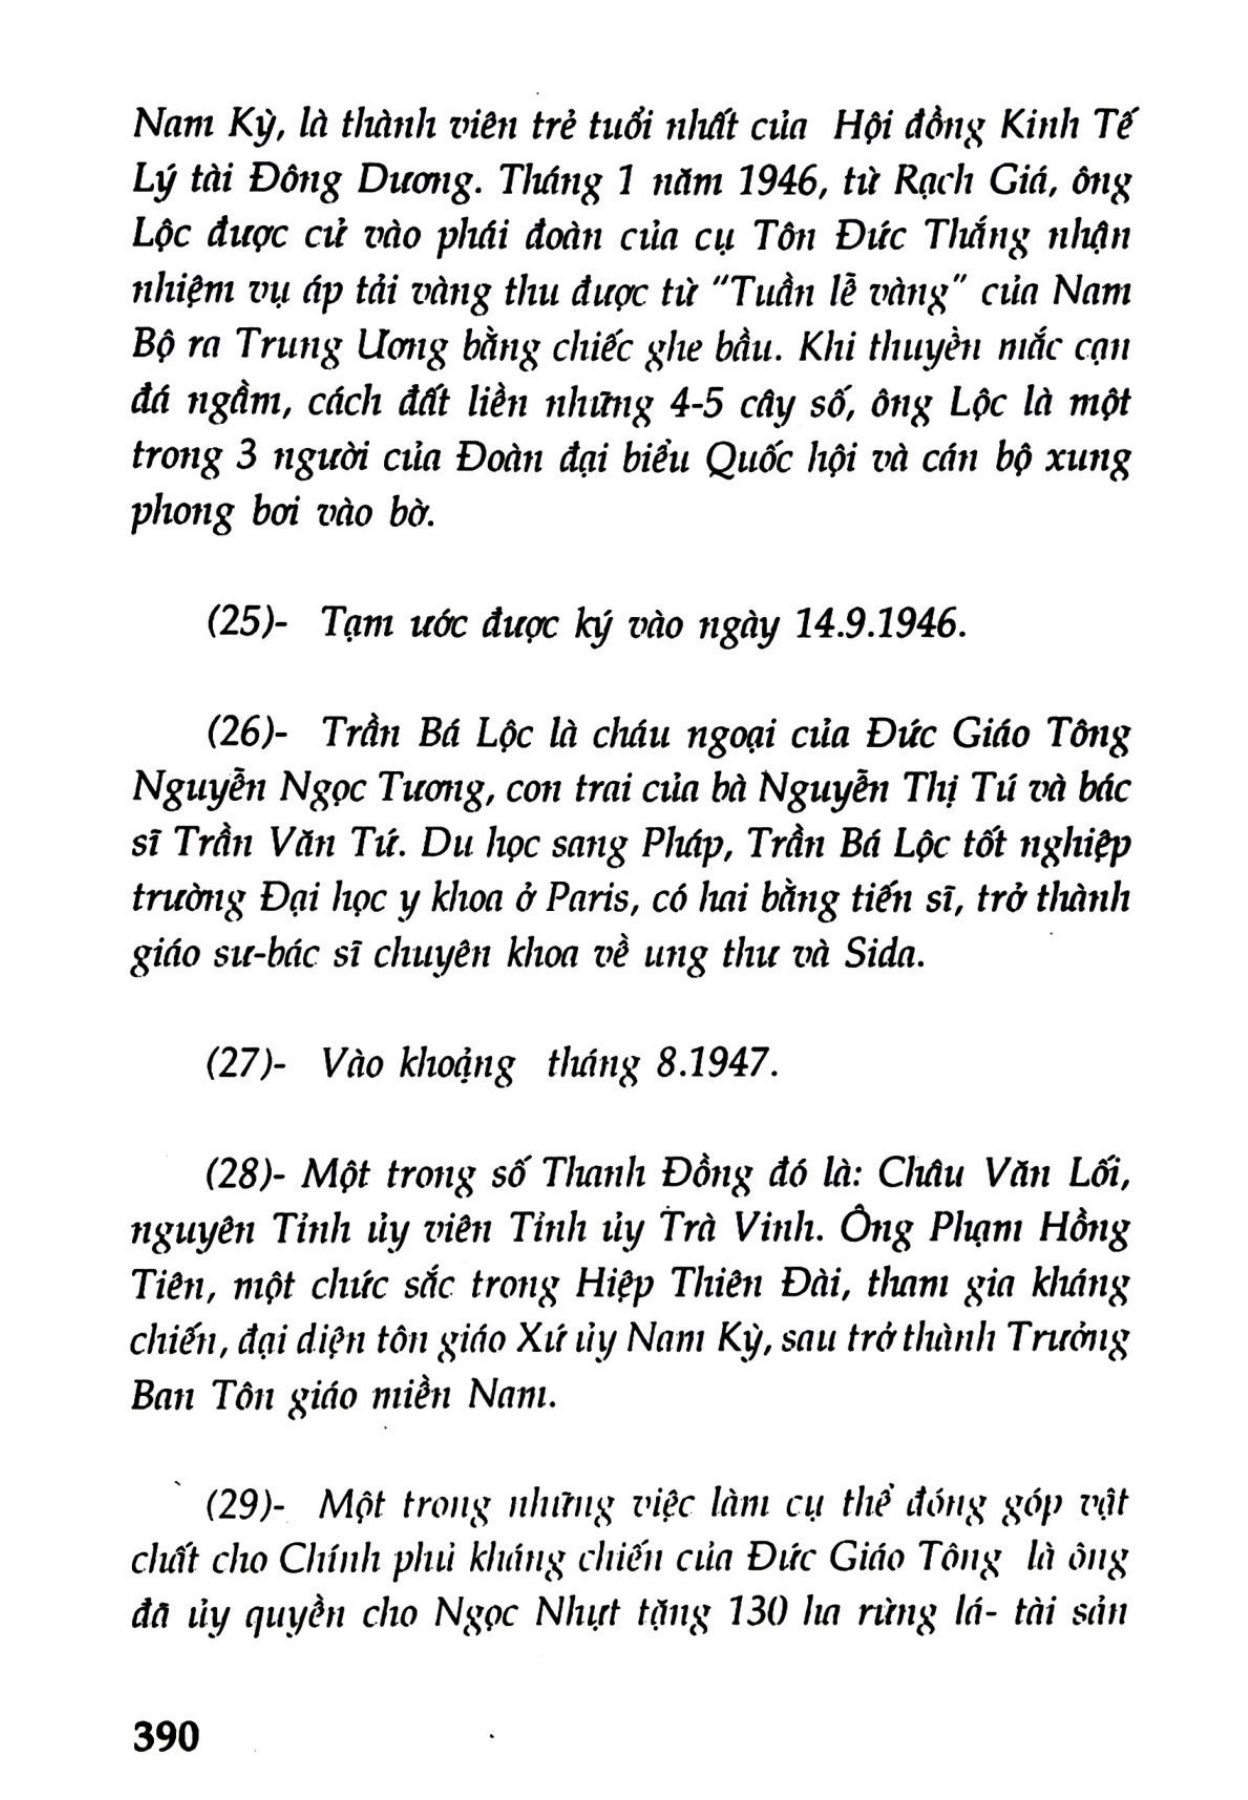 Nam Kỳ, là thành viên trẻ tuổi nhất của Hội đồng Kinh Tế
Lý tài Đông Dương. Tháng 1 năm 1946, từ Rạch Giá, ông
Lộc được cử vào phái đoàn của cụ Tôn Đức Thắng nhận
nhiệm vụ áp tải vàng thu được từ "Tuần lễ vàng" của Nam
Bộ ra Trung Ương bằng chiếc ghe bầu. Khi thuyền mắc cạn
đá ngầm, cách đất liền những 4-5 cây số, ông Lộc là một
trong 3 người của Đoàn đại biểu Quốc hội và cán bộ xung
phong bơi vào bờ.
(25)- Tạm ước được ký vào ngày 14.9.1946.
(26)- Trần Bá Lộc là cháu ngoại của Đức Giáo Tông
Nguyễn Ngọc Tương, con trai của bà Nguyễn Thị Tú và bác
sĩ Trần Văn Tứ. Du học sang Pháp, Trần Bá Lộc tốt nghiệp
trường Đại học y khoa ở Paris, có hai bằng tiến sĩ, trở thành
giáo sư-bác sĩ chuyên khoa về ung thư và Sida.
(27)- Vào khoảng tháng 8.1947.
(28)- Một trong số Thanh Đồng đó là: Châu Văn Lối,
nguyên Tỉnh ủy viên Tỉnh ủy Trà Vinh. Ông Phạm Hồng
Tiên, một chức sắc trong Hiệp Thiên Đài, tham gia kháng
chiến, đại diện tôn giáo Xứ ủy Nam Kỳ, sau trở thành Trưởng
Ban Tôn giáo miền Nam.
(29)- Một trong những việc làm cụ thể đóng góp vật
chất cho Chính phủ kháng chiến của Đức Giáo Tông là ông
đã ủy quyền cho Ngọc Nhựt tặng 130 ha rừng lá- tài sản
390